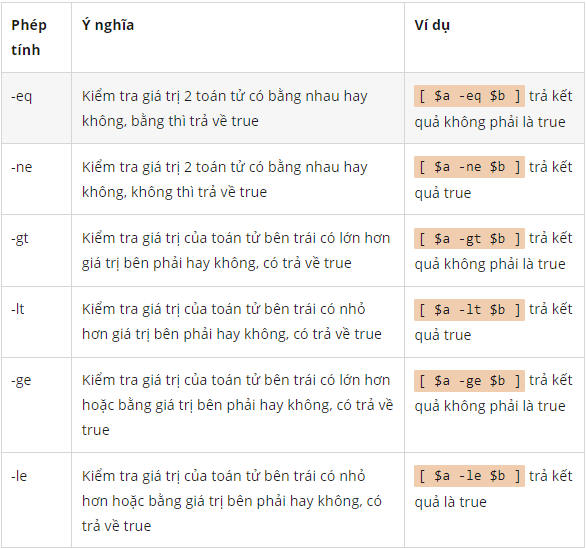 Phép tính
Ý nghĩa
Ví dụ
-eq
Kiểm tra giá trị 2 toán tử có bằng nhau hay
không, bằng thì trả về true
[ $a -eq $b ] trả kết
quả không phải là true
-ne
Kiểm tra giá trị 2 toán tử có bằng nhau hay
không, không thì trả về true
[ $a -ne $b ] trả kết
quả true
-gt
Kiểm tra giá trị của toán tử bên trái có lớn hơn
giá trị bên phải hay không, có trả về true
[ $a -gt $b ] trả kết
quả không phải là true
-lt
Kiểm tra giá trị của toán tử bên trái có nhỏ
hơn giá trị bên phải hay không, có trả về true
[ $a -lt $b ] trả kết
quả true
-ge
Kiểm tra giá trị của toán tử bên trái có lớn hơn
hoặc bằng giá trị bên phải hay không, có trả về
true
[ $a -ge $b ] trả kết
quả không phải là true
-le
Kiểm tra giá trị của toán tử bên trái có nhỏ
hơn hoặc bằng giá trị bên phải hay không, có
trả về true
[ $a -le $b ] trả kết
quả là true